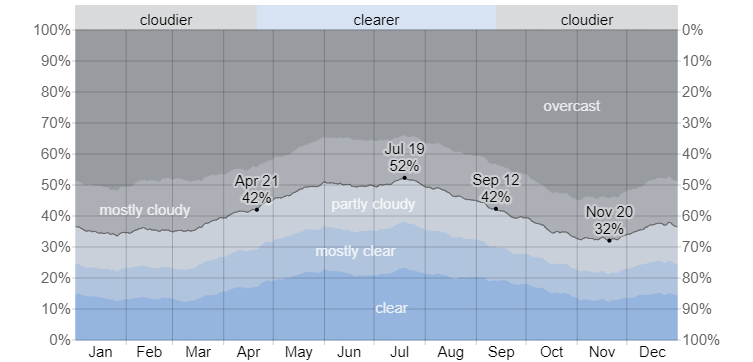 cloudier clearer cloudier
100% 0%
90% 10%
80% 20%
overcast
70% 30%
60% 40%
Jul 19
52%
Apr 21
42%
Sep 12
42%
50% 50%
mostly cloudy
partly cloudy
40% 60%
Nov 20
32%
30% 70%
mostly clear
20% 80%
10% 90%
clear
0% 100%
Jan Feb Mar Apr May Jun Jul Aug Sep Oct Nov Dec